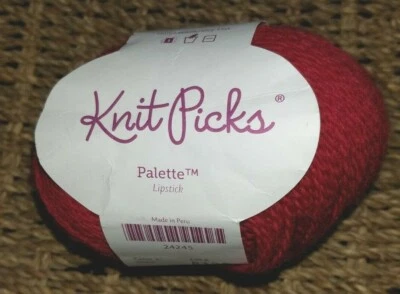 Knit Picks®
Palette™
Lipstick
Made in Peru
24245